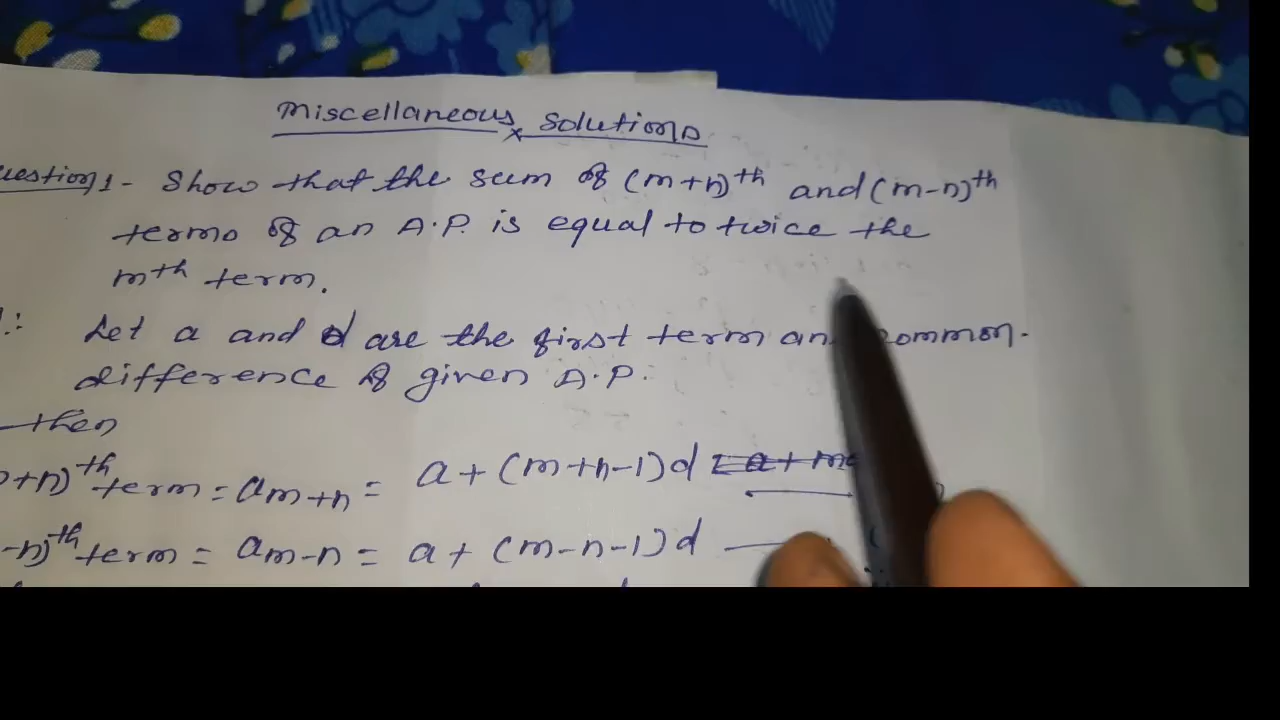 Miscellaneous Solutions
uestion1- Show that the sum of (m+n)th and (m-n)th
terms of an A.P. is equal to twice the
mth term.
Let a and d are the first term and common.
difference of given A.P.
then
+n)th term = am+n = a + (m+n-1)d
-n)th term = am-n = a + (m-n-1)d